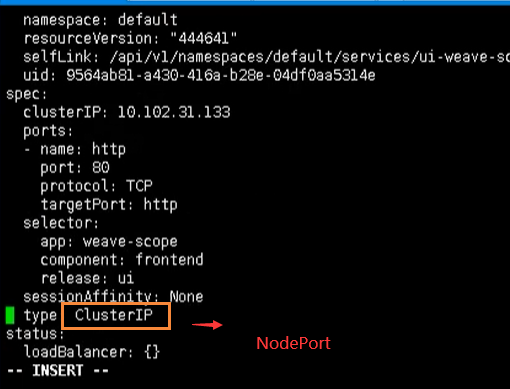 namespace: default
resourceVersion: "444641"
selfLink: /api/v1/namespaces/default/services/ui-weave-sc
uid: 9564ab81-a430-416a-b28e-04df0aa5314e
spec:
clusterIP: 10.102.31.133
ports:
- name: http
port: 80
protocol: TCP
targetPort: http
selector:
app: weave-scope
component: frontend
release: ui
sessionAffinity: None
type ClusterIP
NodePort
status:
loadBalancer: {}
-- INSERT --